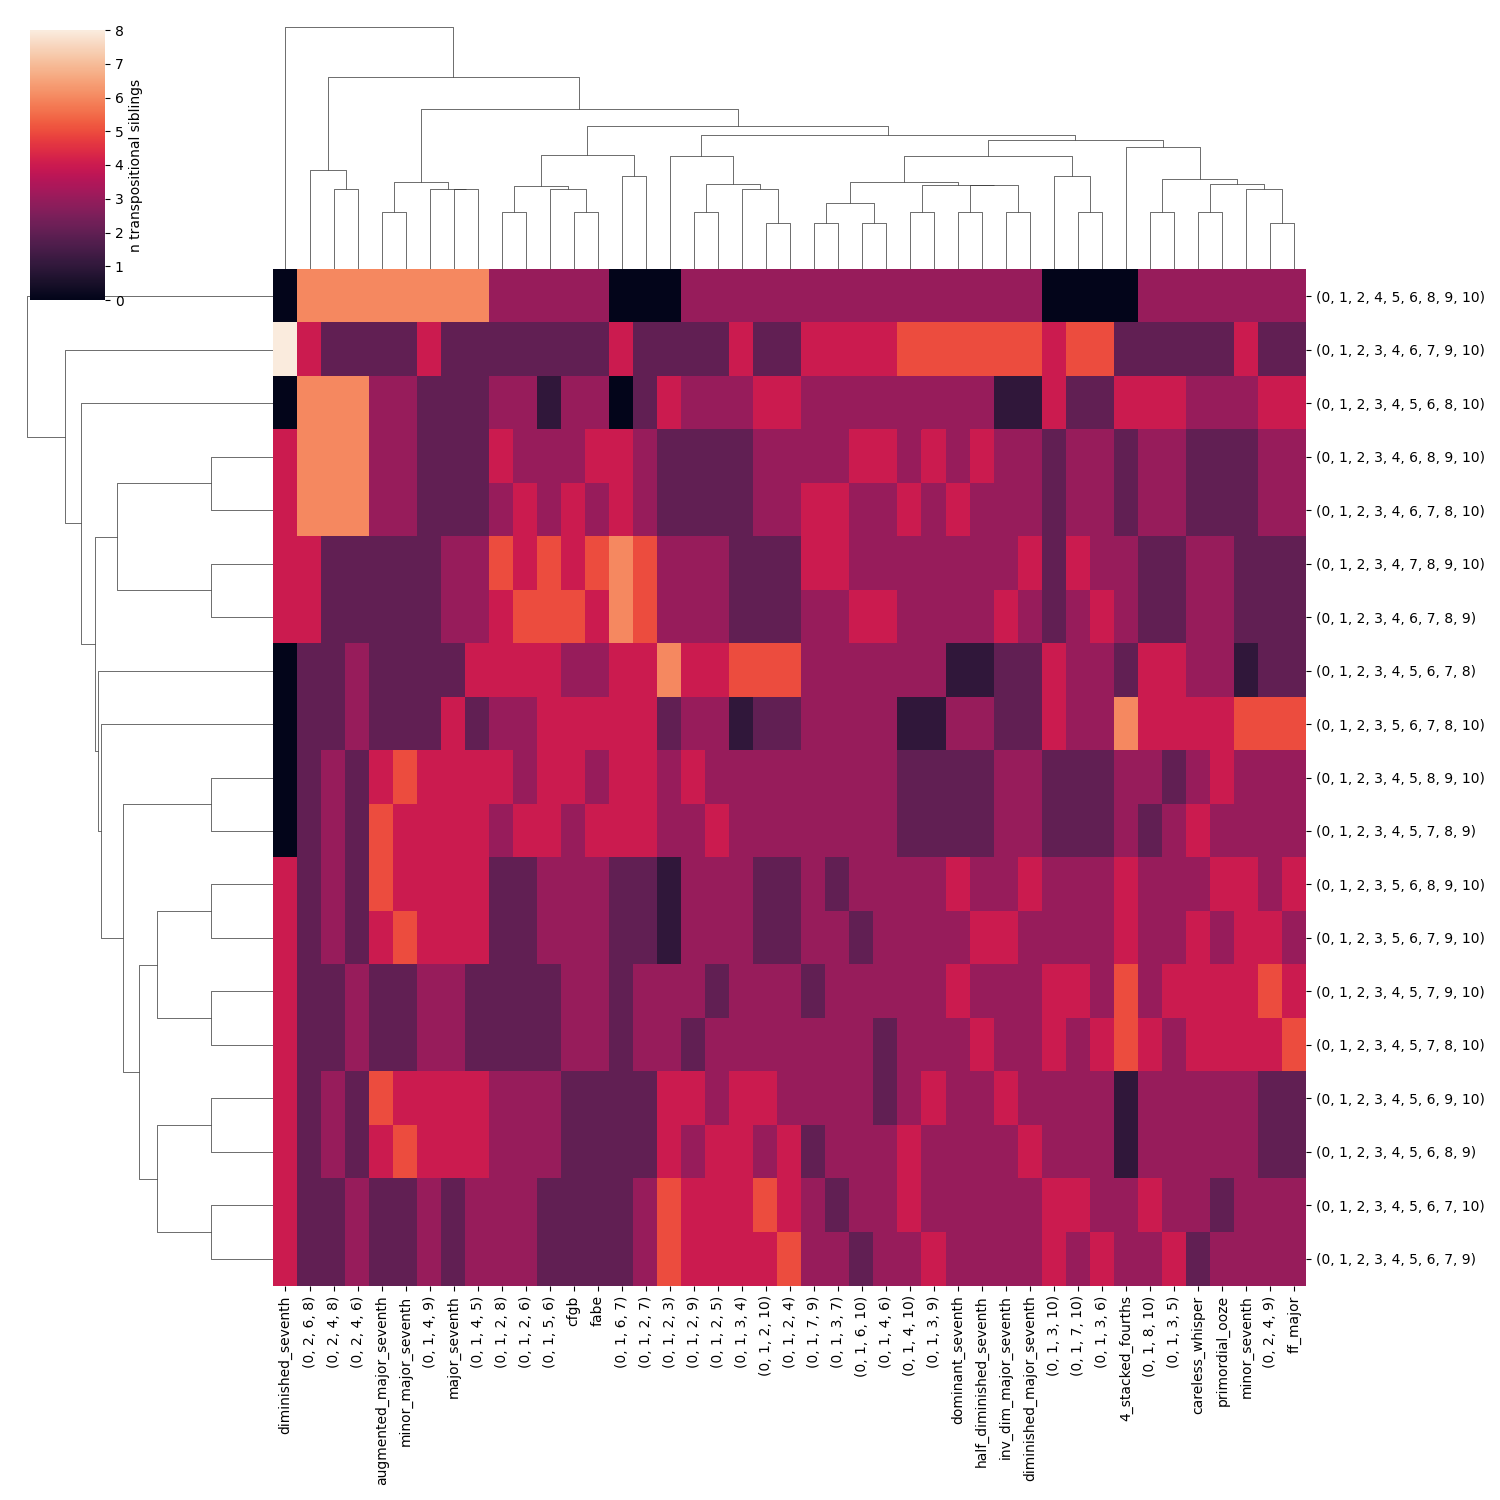 8
7
6
5
4
3
2
1
0
n transpositional siblings
(0, 1, 2, 4, 5, 6, 8, 9, 10)
(0, 1, 2, 3, 4, 6, 7, 9, 10)
(0, 1, 2, 3, 4, 5, 6, 8, 10)
(0, 1, 2, 3, 4, 6, 8, 9, 10)
(0, 1, 2, 3, 4, 6, 7, 8, 10)
(0, 1, 2, 3, 4, 7, 8, 9, 10)
(0, 1, 2, 3, 4, 6, 7, 8, 9)
(0, 1, 2, 3, 4, 5, 6, 7, 8)
(0, 1, 2, 3, 5, 6, 7, 8, 10)
(0, 1, 2, 3, 4, 5, 8, 9, 10)
(0, 1, 2, 3, 4, 5, 7, 8, 9)
(0, 1, 2, 3, 5, 6, 8, 9, 10)
(0, 1, 2, 3, 5, 6, 7, 9, 10)
(0, 1, 2, 3, 4, 5, 7, 9, 10)
(0, 1, 2, 3, 4, 5, 7, 8, 10)
(0, 1, 2, 3, 4, 5, 6, 9, 10)
(0, 1, 2, 3, 4, 5, 6, 8, 9)
(0, 1, 2, 3, 4, 5, 6, 7, 10)
(0, 1, 2, 3, 4, 5, 6, 7, 9)
diminished_seventh
(0, 2, 6, 8)
(0, 2, 4, 8)
(0, 2, 4, 6)
augmented_major_seventh
minor_major_seventh
(0, 1, 4, 9)
major_seventh
(0, 1, 4, 5)
(0, 1, 2, 8)
(0, 1, 2, 6)
(0, 1, 5, 6)
cfgb
fabe
(0, 1, 6, 7)
(0, 1, 2, 7)
(0, 1, 2, 3)
(0, 1, 2, 9)
(0, 1, 2, 5)
(0, 1, 3, 4)
(0, 1, 2, 10)
(0, 1, 2, 4)
(0, 1, 7, 9)
(0, 1, 3, 7)
(0, 1, 6, 10)
(0, 1, 4, 6)
(0, 1, 4, 10)
(0, 1, 3, 9)
dominant_seventh
half_diminished_seventh
inv_dim_major_seventh
diminished_major_seventh
(0, 1, 3, 10)
(0, 1, 7, 10)
(0, 1, 3, 6)
4_stacked_fourths
(0, 1, 8, 10)
(0, 1, 3, 5)
careless_whisper
primordial_ooze
minor_seventh
(0, 2, 4, 9)
ff_major